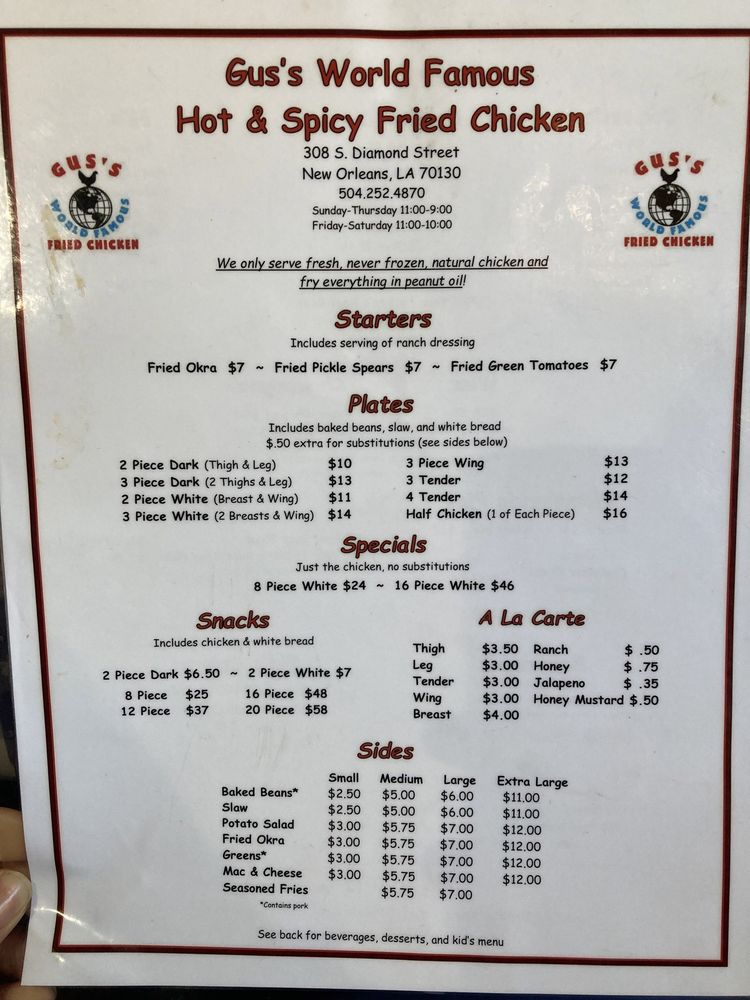 Gus's World Famous
Hot & Spicy Fried Chicken
308 S. Diamond Street
New Orleans, LA 70130
504.252.4870
Sunday-Thursday 11:00-9:00
Friday-Saturday 11:00-10:00
GUS'S
WORLD FAMOUS
FRIED CHICKEN
GUS'S
WORLD FAMOUS
FRIED CHICKEN
We only serve fresh, never frozen, natural chicken and
fry everything in peanut oil!
Starters
Includes serving of ranch dressing
Fried Okra $7 ~ Fried Pickle Spears $7 ~ Fried Green Tomatoes $7
Plates
Includes baked beans, slaw, and white bread
$.50 extra for substitutions (see sides below)
2 Piece Dark (Thigh & Leg) $10 3 Piece Wing $13
3 Piece Dark (2 Thighs & Leg) $13 3 Tender $12
2 Piece White (Breast & Wing) $11 4 Tender $14
3 Piece White (2 Breasts & Wing) $14 Half Chicken (1 of Each Piece) $16
Specials
Just the chicken, no substitutions
8 Piece White $24 ~ 16 Piece White $46
Snacks
Includes chicken & white bread
2 Piece Dark $6.50 ~ 2 Piece White $7
8 Piece $25 16 Piece $48
12 Piece $37 20 Piece $58
A La Carte
Thigh $3.50 Ranch $ .50
Leg $3.00 Honey $ .75
Tender $3.00 Jalapeno $ .35
Wing $3.00 Honey Mustard $.50
Breast $4.00
Sides
Small Medium Large Extra Large
Baked Beans* $2.50 $5.00 $6.00 $11.00
Slaw $2.50 $5.00 $6.00 $11.00
Potato Salad $3.00 $5.75 $7.00 $12.00
Fried Okra $3.00 $5.75 $7.00 $12.00
Greens* $3.00 $5.75 $7.00 $12.00
Mac & Cheese $3.00 $5.75 $7.00 $12.00
Seasoned Fries $5.75 $7.00
*Contains pork
See back for beverages, desserts, and kid's menu